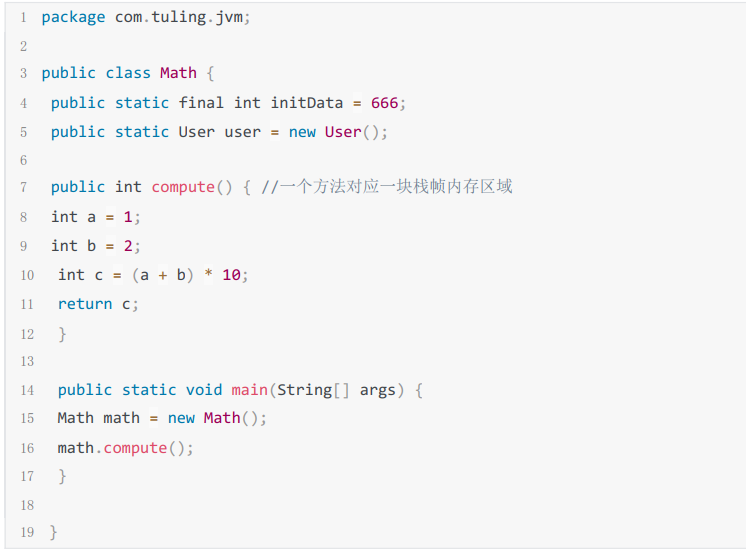 1 package com.tuling.jvm;
2
3 public class Math {
4 public static final int initData = 666;
5 public static User user = new User();
6
7 public int compute() { //一个方法对应一块栈帧内存区域
8 int a = 1;
9 int b = 2;
10 int c = (a + b) * 10;
11 return c;
12 }
13
14 public static void main(String[] args) {
15 Math math = new Math();
16 math.compute();
17 }
18
19 }